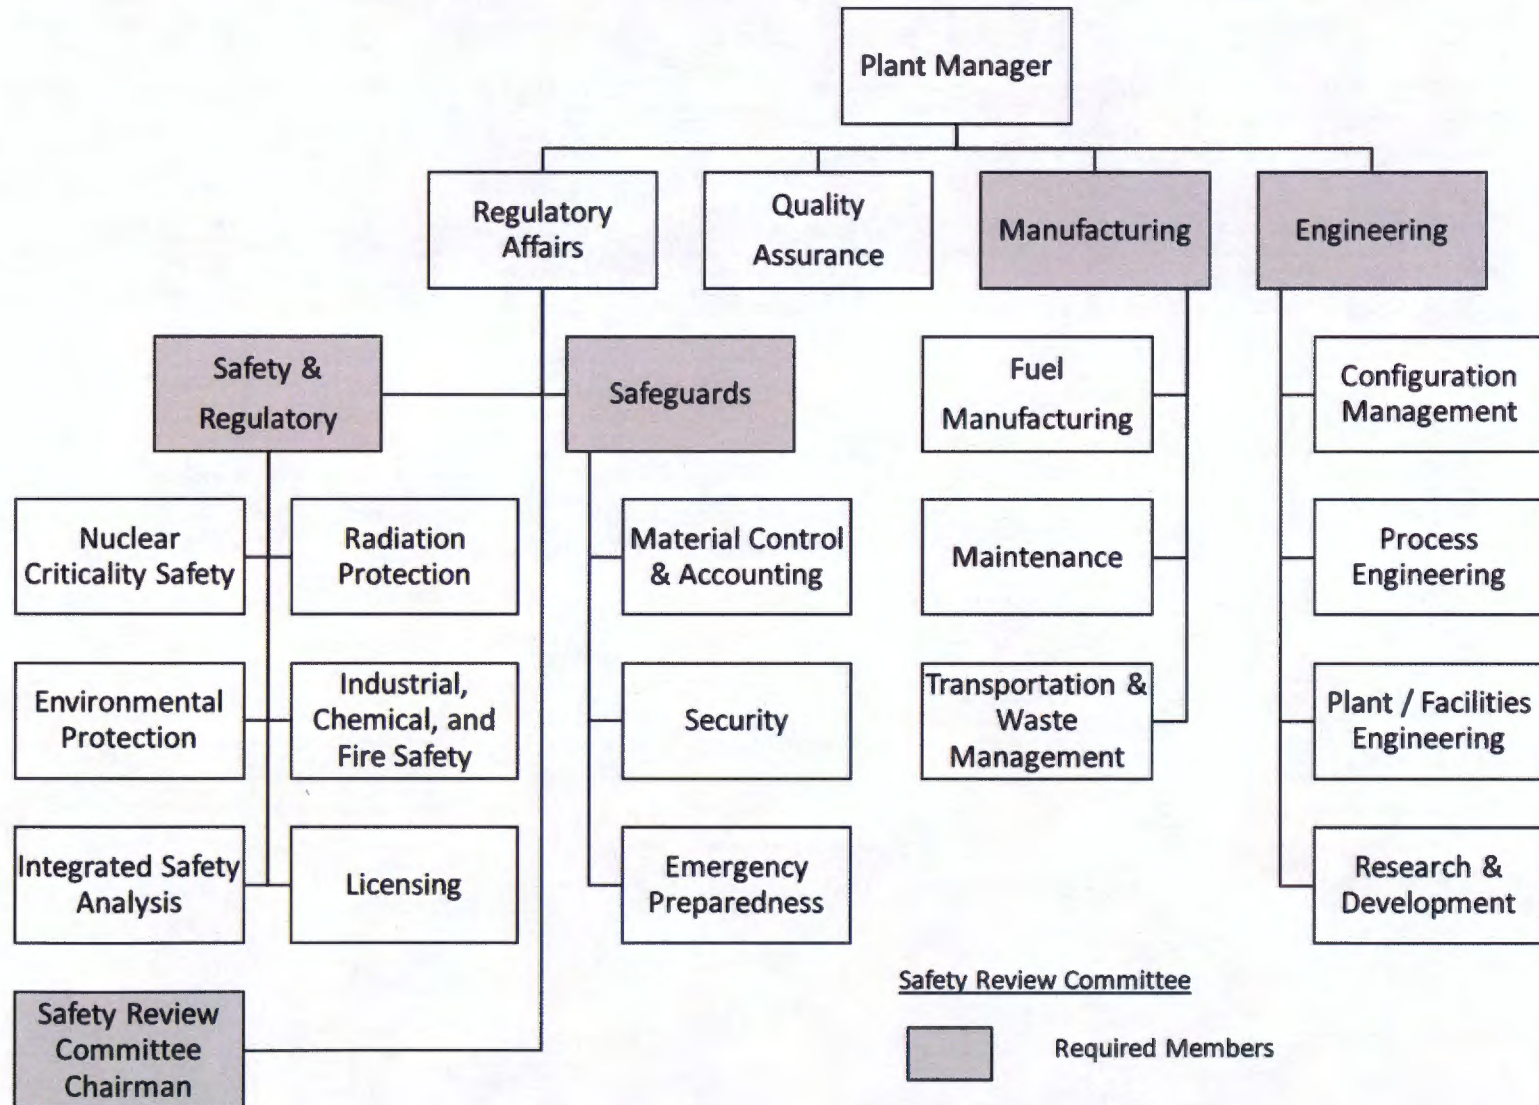 Plant Manager
Regulatory
Affairs
Quality
Assurance
Manufacturing
Engineering
Safety &
Regulatory
Safeguards
Fuel
Manufacturing
Configuration
Management
Nuclear
Criticality Safety
Radiation
Protection
Material Control
& Accounting
Maintenance
Process
Engineering
Environmental
Protection
Industrial,
Chemical, and
Fire Safety
Security
Transportation &
Waste
Management
Plant / Facilities
Engineering
Integrated Safety
Analysis
Licensing
Emergency
Preparedness
Research &
Development
Safety Review
Committee
Chairman
Safety Review Committee
Required Members